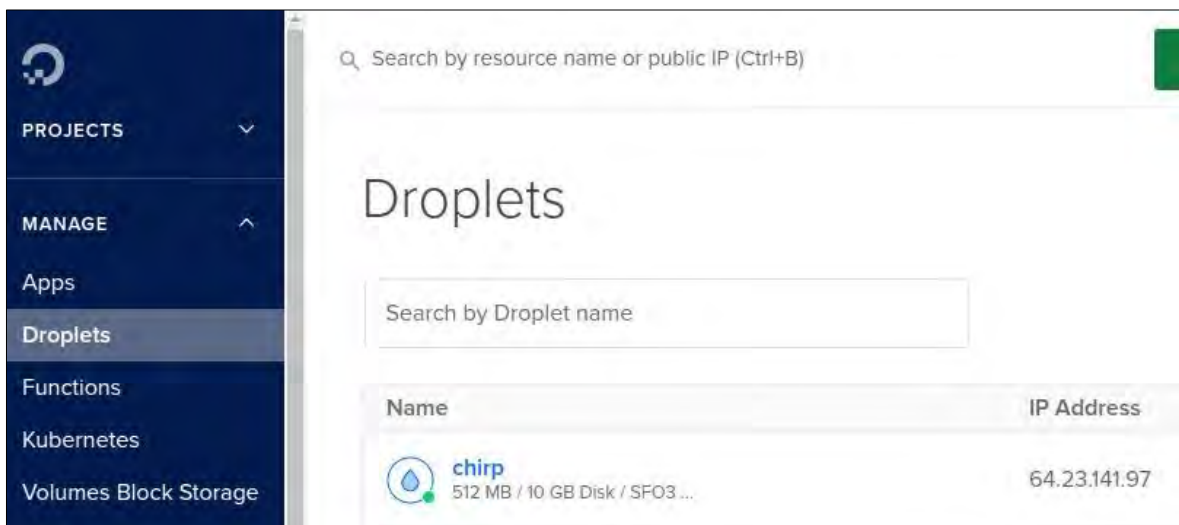 Search by resource name or public IP (Ctrl+B)
PROJECTS
MANAGE
Apps
Droplets
Functions
Kubernetes
Volumes Block Storage
Droplets
Search by Droplet name
Name IP Address
chirp
512 MB / 10 GB Disk / SFO3 ...
64.23.141.97